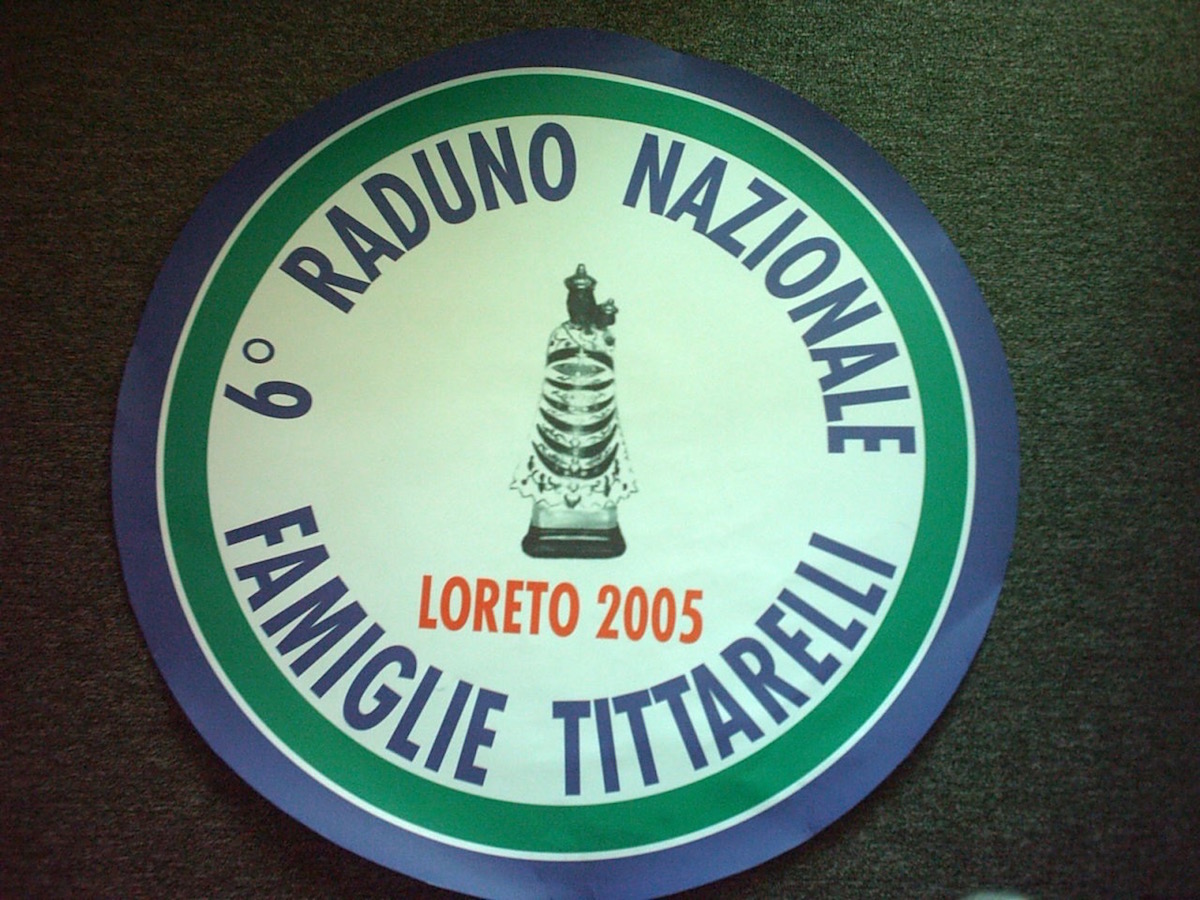 6° RADUNO NAZIONALE
LORETO 2005
FAMIGLIE TITTARELLI